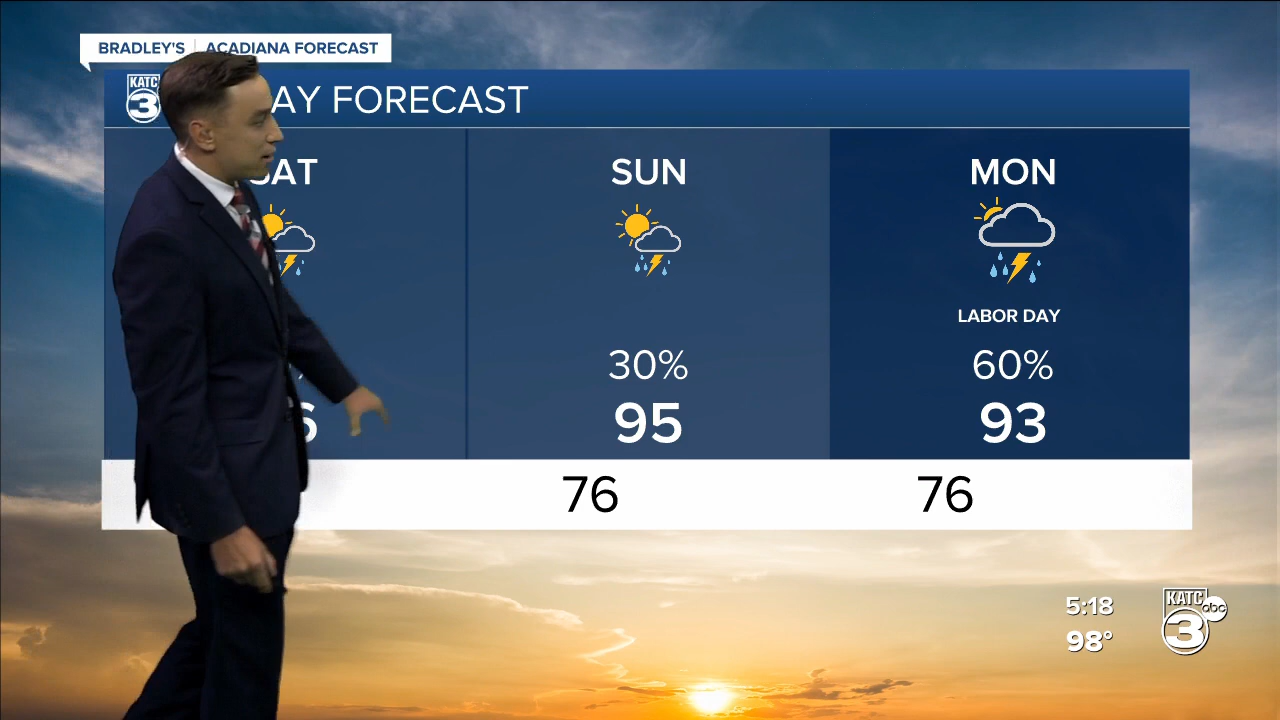 BRADLEY'S ACADIANA FORECAST
KATC
3
AY FORECAST
SAT SUN MON
LABOR DAY
30% 60%
6 95 93
76 76
5:18
98°
KATC
abc
3